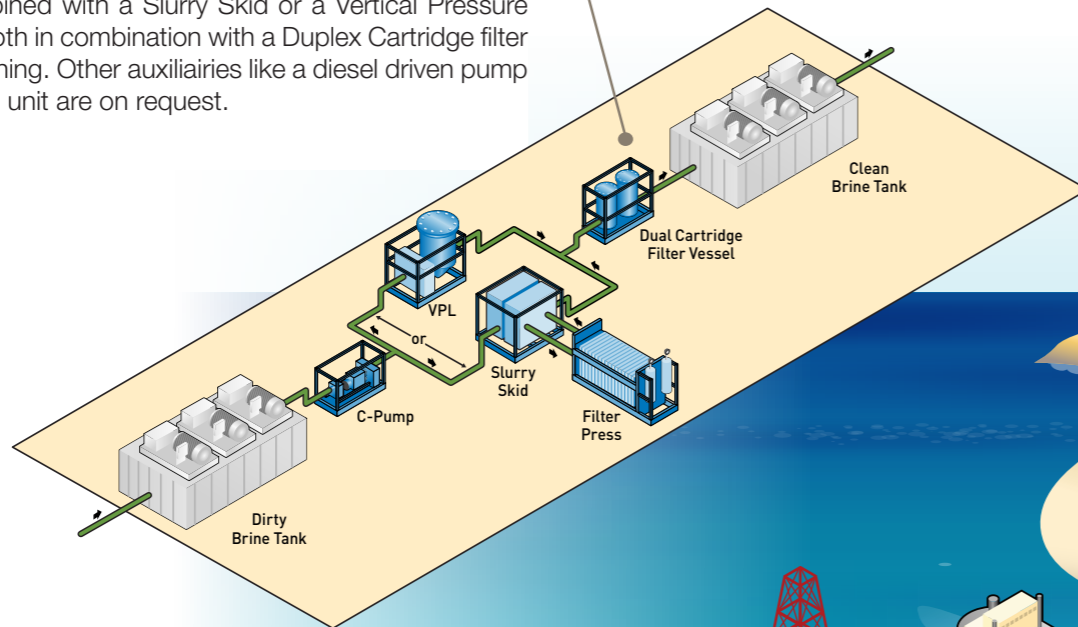 ined with a Slurry Skid or a Vertical Pressure
oth in combination with a Duplex Cartridge filter
ning. Other auxiliairies like a diesel driven pump
unit are on request.
Clean
Brine Tank
Dual Cartridge
Filter Vessel
VPL
or
Slurry
Skid
C-Pump
Filter
Press
Dirty
Brine Tank